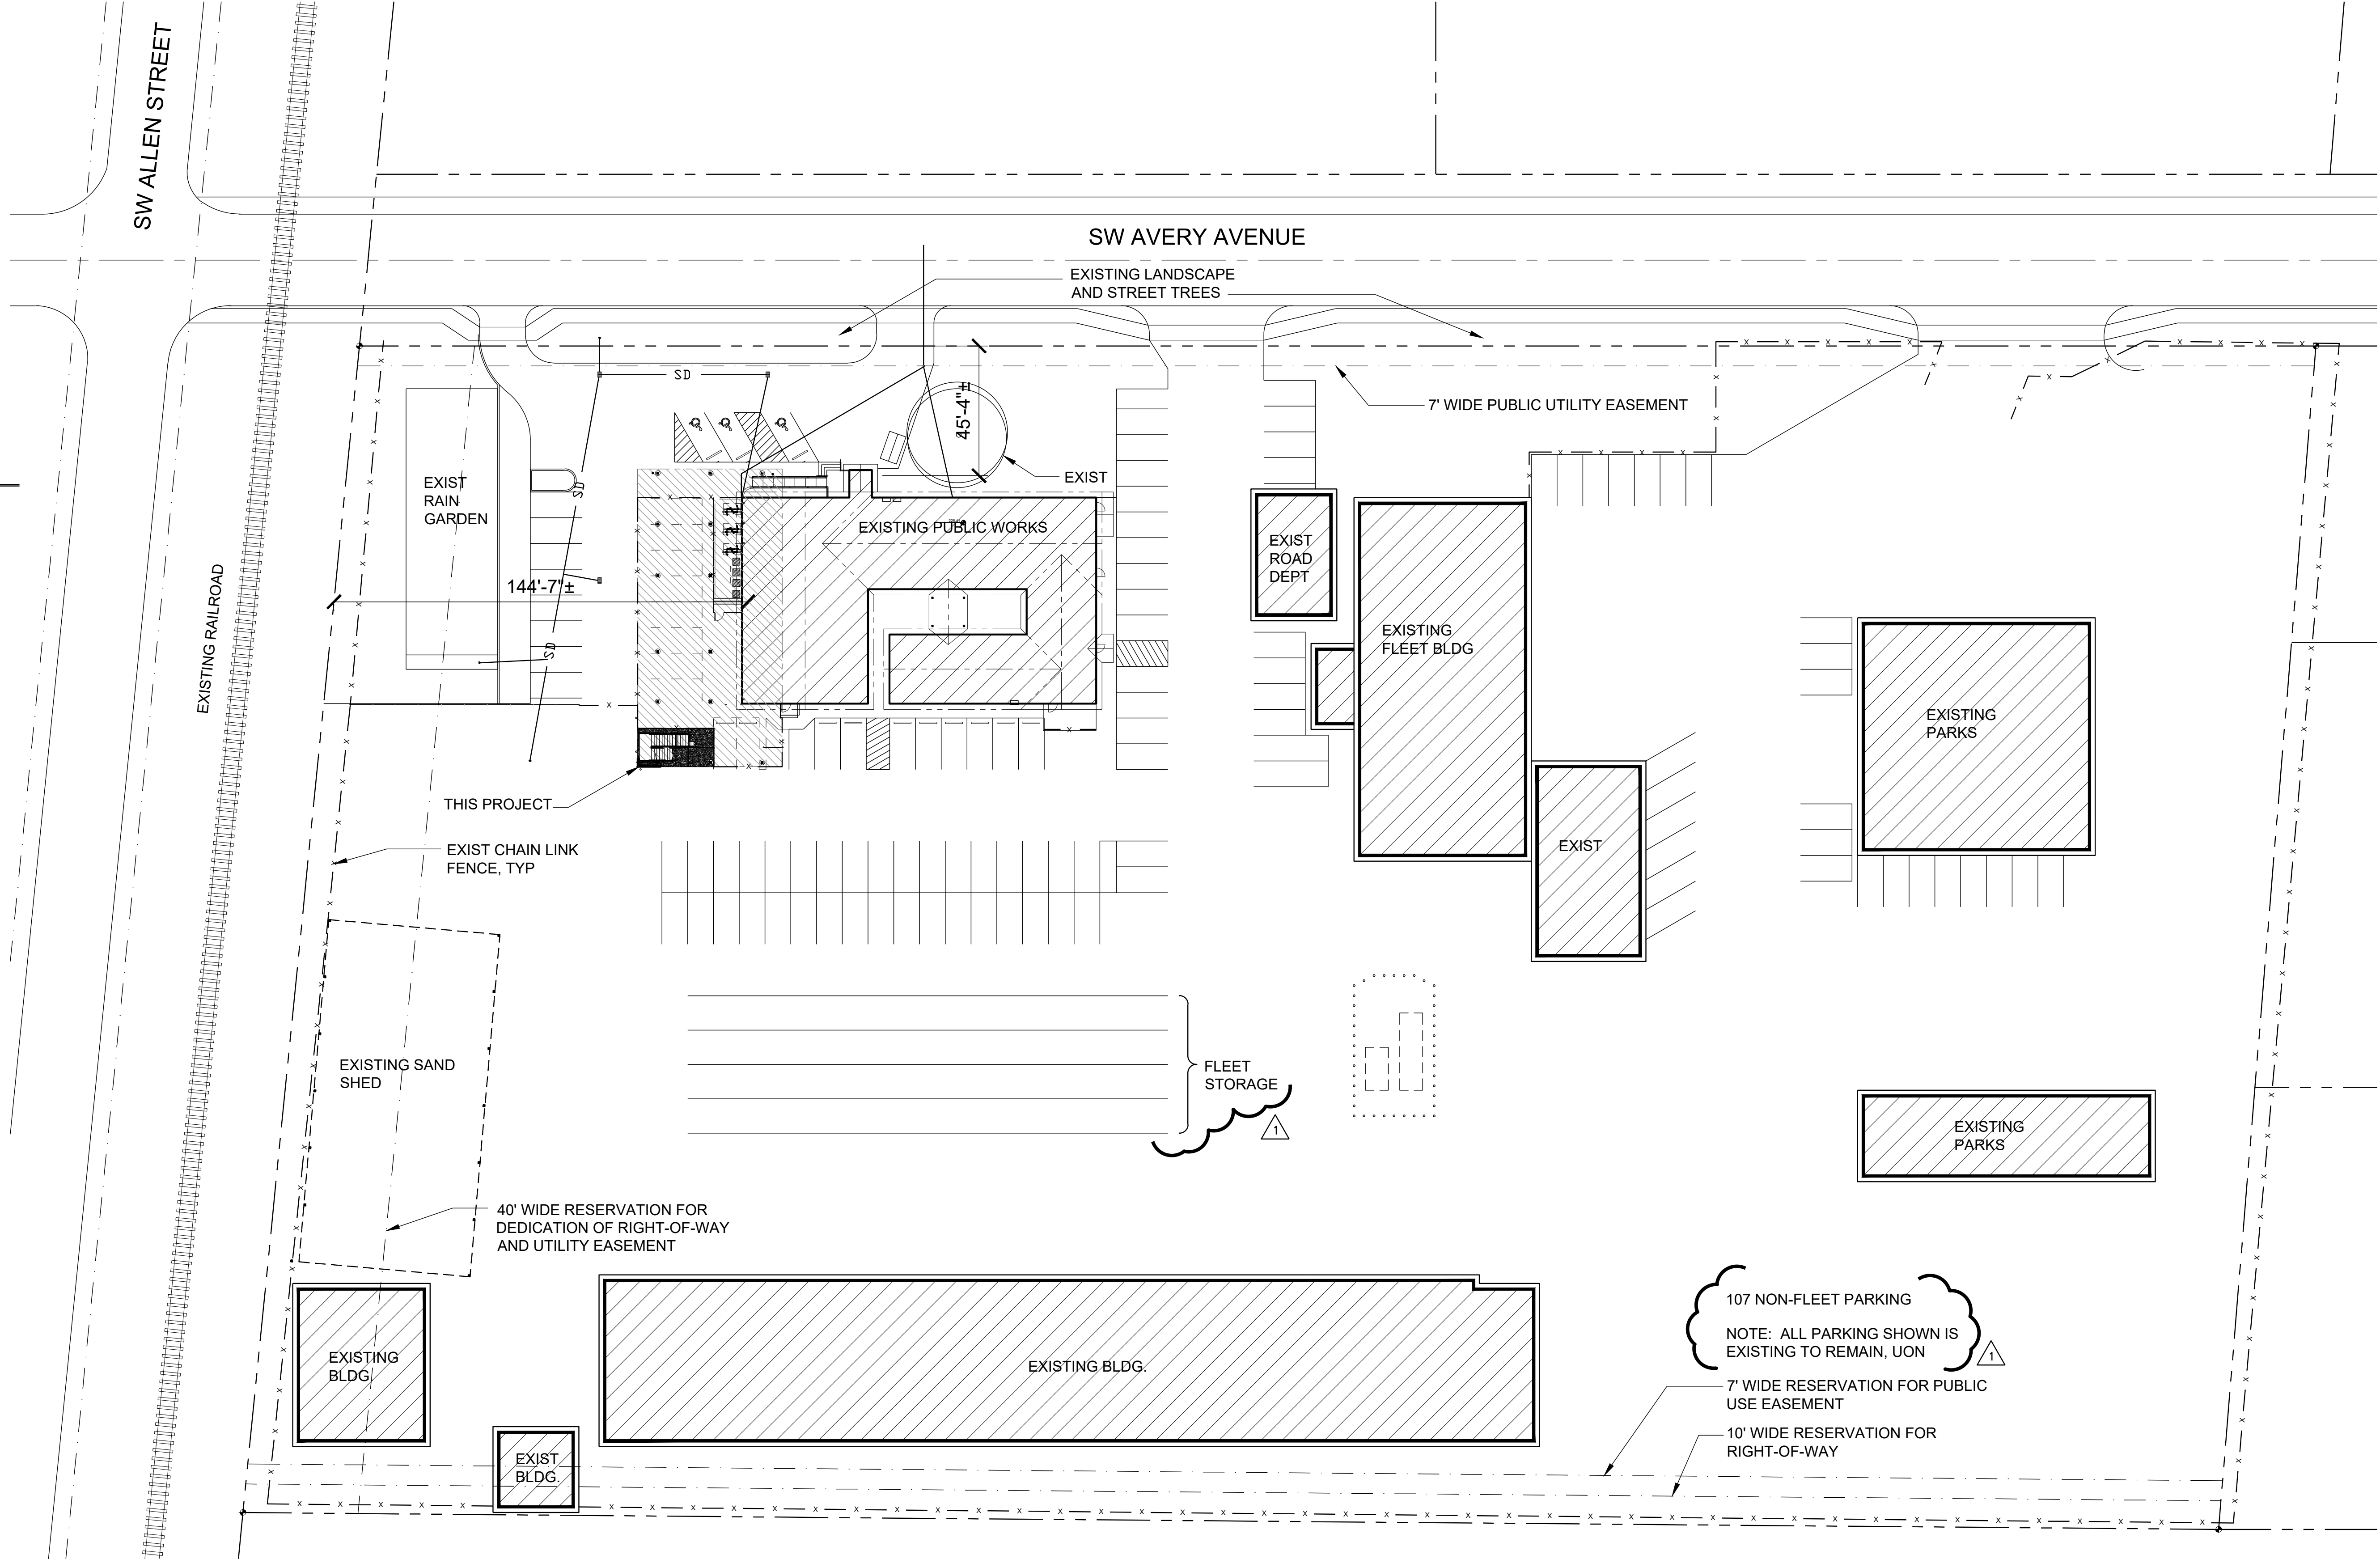 SW ALLEN STREET
SW AVERY AVENUE
EXISTING LANDSCAPE
AND STREET TREES
SD
45'-4"±
7' WIDE PUBLIC UTILITY EASEMENT
EXIST
EXIST
RAIN
GARDEN
SD
EXISTING PUBLIC WORKS
EXIST
ROAD
DEPT
144'-7"±
EXISTING RAILROAD
SD
EXISTING
FLEET BLDG
EXISTING
PARKS
THIS PROJECT
EXIST CHAIN LINK
FENCE, TYP
EXIST
EXISTING SAND
SHED
FLEET
STORAGE
1
EXISTING
PARKS
40' WIDE RESERVATION FOR
DEDICATION OF RIGHT-OF-WAY
AND UTILITY EASEMENT
107 NON-FLEET PARKING
NOTE: ALL PARKING SHOWN IS
EXISTING TO REMAIN, UON
1
EXISTING
BLDG.
EXISTING BLDG.
7' WIDE RESERVATION FOR PUBLIC
USE EASEMENT
10' WIDE RESERVATION FOR
RIGHT-OF-WAY
EXIST
BLDG.